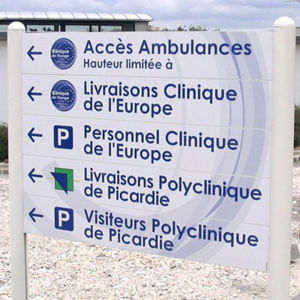 Accès Ambulances
Hauteur limitée à
Livraisons Clinique
de l'Europe
P Personnel Clinique
de l'Europe
Livraisons Polyclinique
de Picardie
P Visiteurs Polyclinique
de Picardie